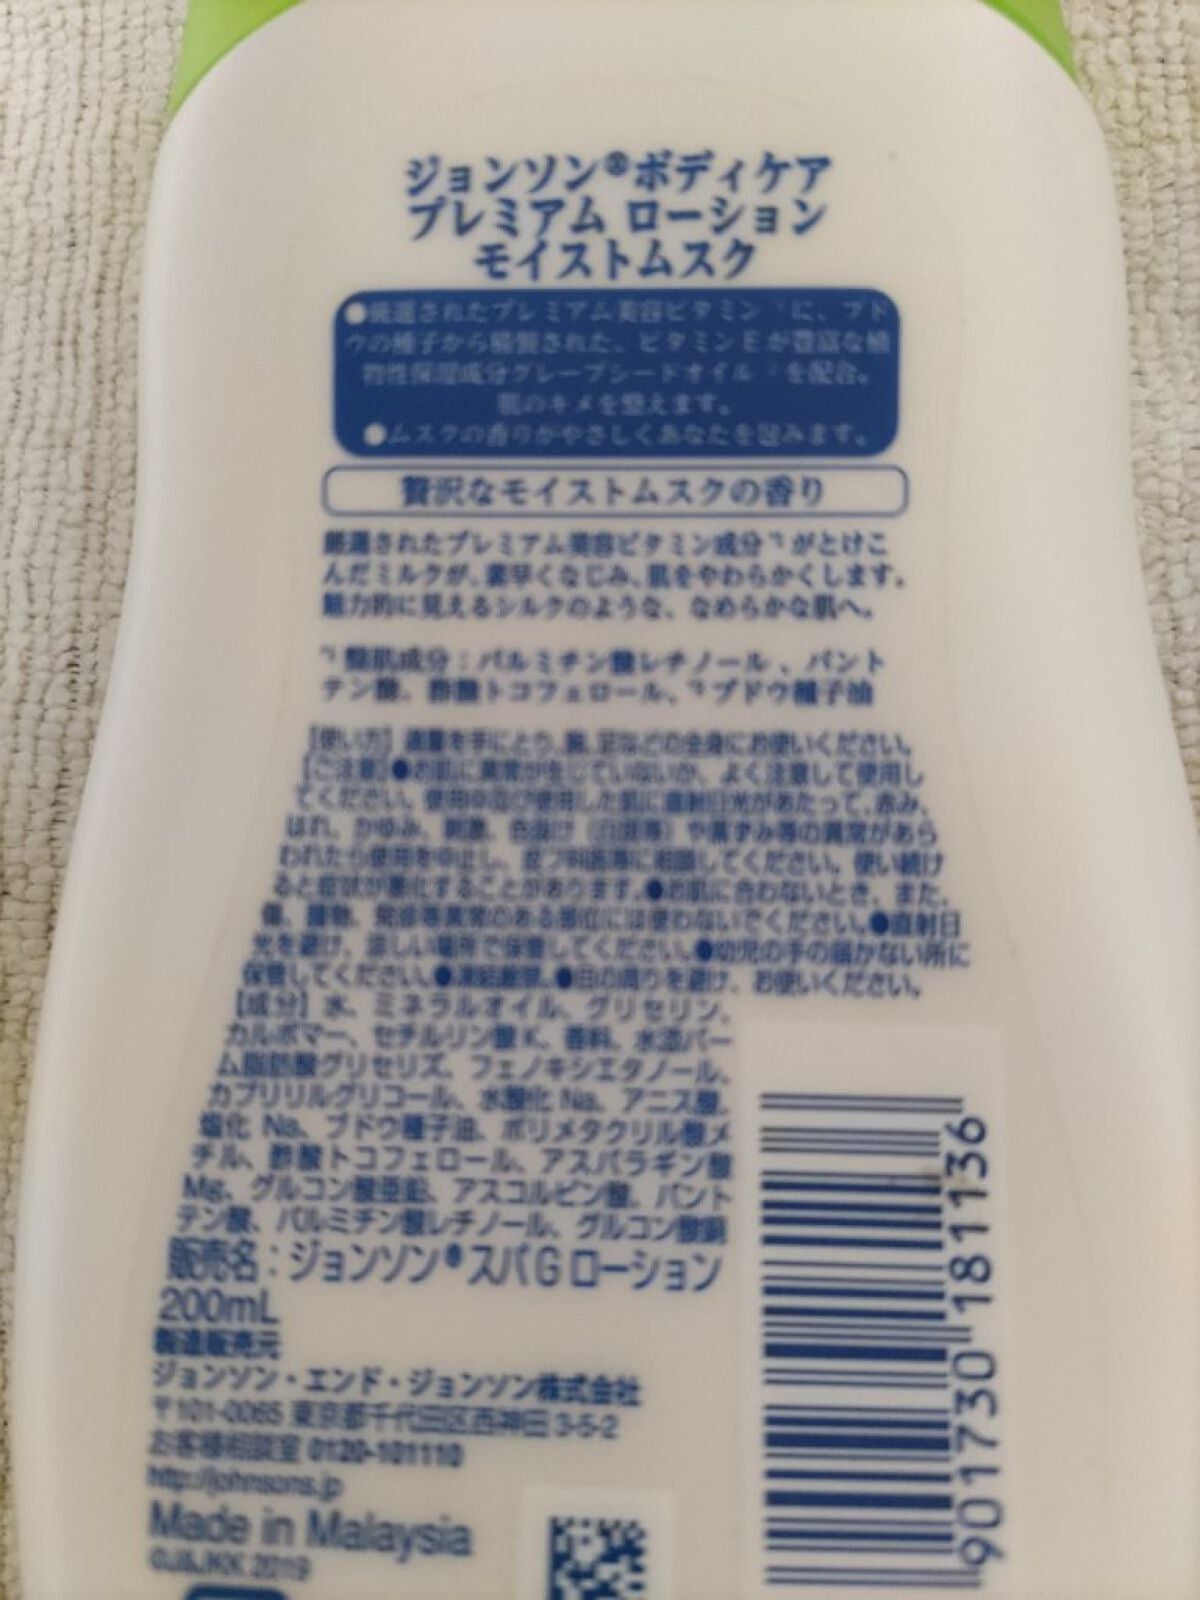 ジョンソン®ボディケア
プレミアム ローション
モイストムスク
●厳選されたプレミアム美容ビタミン*¹に、ブド
ウの種子から精製された、ビタミンEが豊富な植
物性保湿成分グレープシードオイル*²を配合。
肌のキメを整えます。
●ムスクの香りがやさしくあなたを包みます。
贅沢なモイストムスクの香り
厳選されたプレミアム美容ビタミン成分*¹がとけこ
んだミルクが、素早くなじみ、肌をやわらかくします。
魅力的に見えるシルクのような、なめらかな肌へ。
*¹整肌成分：パルミチン酸レチノール、パント
テン酸、酢酸トコフェロール、*²ブドウ種子油
【使い方】適量を手にとり、腕、足などの全身にお使いください。
【ご注意】●お肌に異常が生じていないか、よく注意して使用し
てください。使用中及び使用した肌に直射日光があたって、赤み、
はれ、かゆみ、刺激、色抜け（白斑等）や黒ずみ等の異常があら
われたら使用を中止し、皮フ科医等に相談してください。使い続け
ると症状が悪化することがあります。●お肌に合わないとき、また、
傷、腫物、湿疹等異常のある部位には使わないでください。●直射日
光を避け、涼しい場所で保管してください。●幼児の手の届かない所に
保管してください。●凍結厳禁。●目の周りを避け、お使いください。
【成分】水、ミネラルオイル、グリセリン、
カルボマー、セチルリン酸K、香料、水添パー
ム脂肪酸グリセリズ、フェノキシエタノール、
カプリリルグリコール、水酸化Na、アニス酸、
塩化Na、ブドウ種子油、ポリメタクリル酸メ
チル、酢酸トコフェロール、アスパラギン酸
Mg、グルコン酸亜鉛、アスコルビン酸、パント
テン酸、パルミチン酸レチノール、グルコン酸銅
販売名：ジョンソン®スパG ローション
200mL
製造販売元
ジョンソン・エンド・ジョンソン株式会社
〒101-0065 東京都千代田区西神田3-5-2
お客様相談室 0120-101110
http://johnsons.jp
Made in Malaysia
©J&JKK 2019
9017301 81136